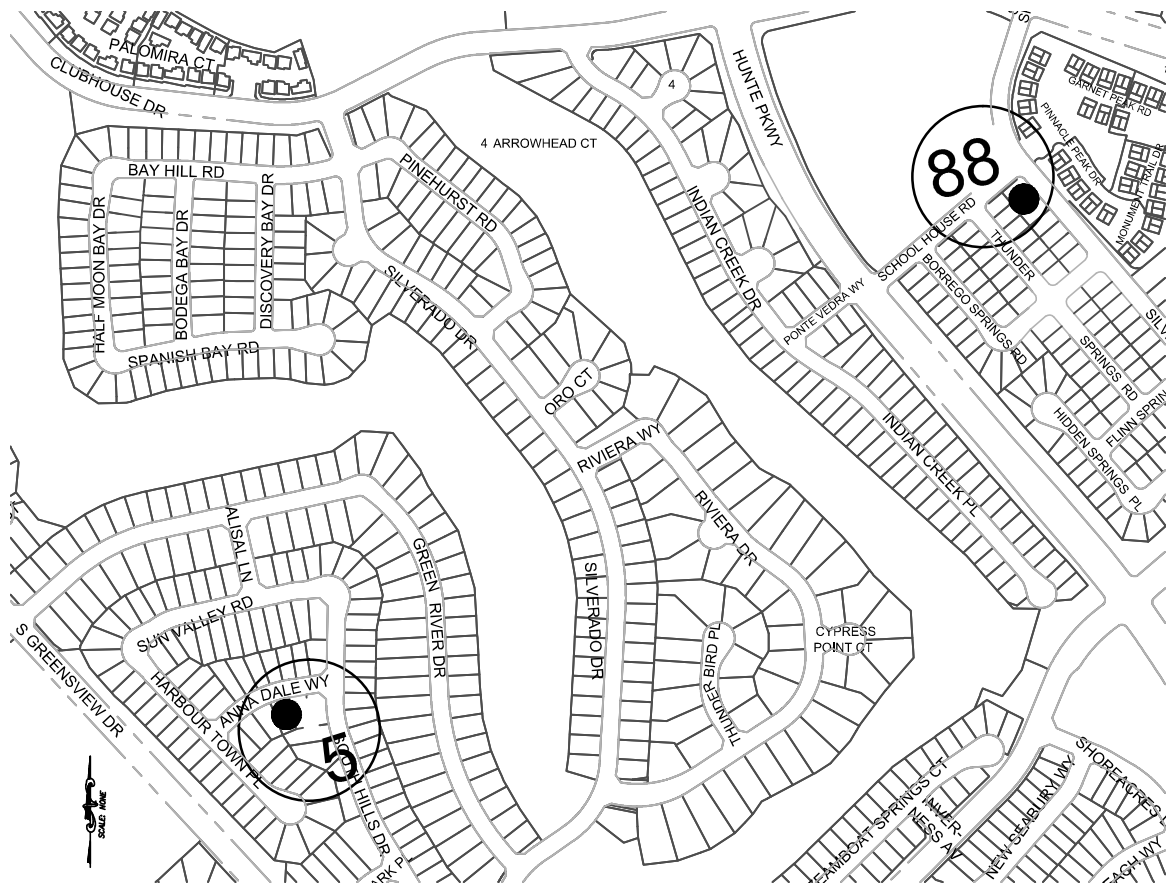 PALOMIRA CT
CLUBHOUSE DR
HUNTE PKWY
4
GARNET PEAK RD
PINNACLE PEAK DR
MONUMENT TRAIL DR
4 ARROWHEAD CT
88
BAY HILL RD
PINEHURST RD
INDIAN CREEK DR
SCHOOL HOUSE RD
THUNDER
SPRINGS RD
BORREGO SPRINGS RD
PONTE VEDRA WY
HALF MOON BAY DR
BODEGA BAY DR
DISCOVERY BAY DR
SILVERADO DR
SPANISH BAY RD
ORO CT
HIDDEN SPRINGS PL
RIVIERA WY
INDIAN CREEK PL
RIVIERA DR
ALISAL LN
GREEN RIVER DR
SILVERADO DR
SUN VALLEY RD
CYPRESS
POINT CT
THUNDER BIRD PL
S GREENSVIEW DR
HARBOUR TOWN PL
ANNA DALE WY
5
NEW SEABURY WY
INVER-
NESS AV
SCALE: NONE